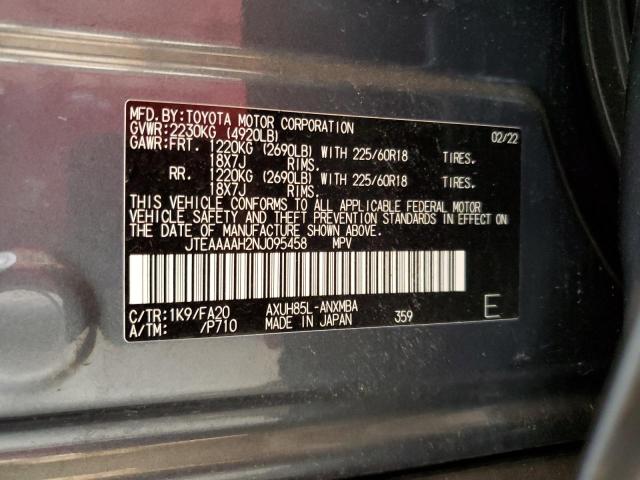 MFD. BY: TOYOTA MOTOR CORPORATION 02/22
GVWR: 2230KG (4920LB)
GAWR: FRT. 1220KG (2690LB) WITH 225/60R18 TIRES.
18X7J RIMS.
RR. 1220KG (2690LB) WITH 225/60R18 TIRES.
18X7J RIMS.
THIS VEHICLE CONFORMS TO ALL APPLICABLE FEDERAL MOTOR
VEHICLE SAFETY AND THEFT PREVENTION STANDARDS IN EFFECT ON
THE DATE OF MANUFACTURE SHOWN ABOVE.
JTEAAAAH2NJ095458 MPV
C/TR: 1K9/FA20 AXUH85L-ANXMBA 359 E
A/TM: /P710 MADE IN JAPAN